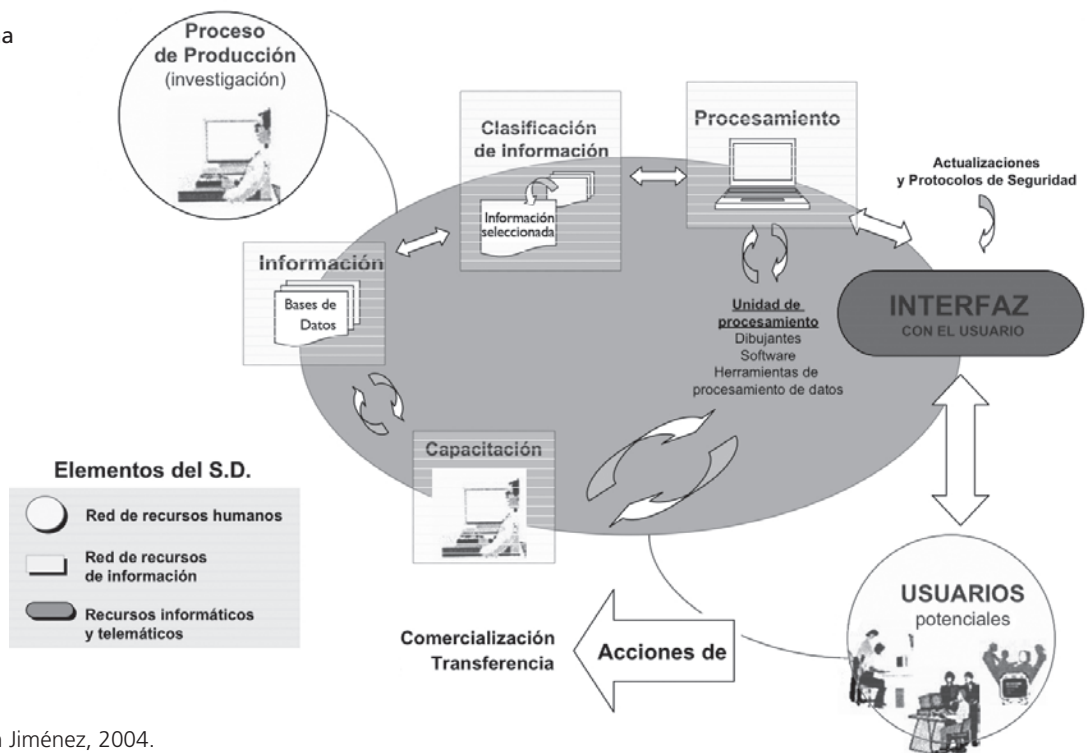 a
Proceso
de Producción
(investigación)
Clasificación
de información
Información
seleccionada
Procesamiento
Actualizaciones
y Protocolos de Seguridad
Información
Bases de
Datos
Unidad de
procesamiento
Dibujantes
Software
Herramientas de
procesamiento de datos
INTERFAZ
CON EL USUARIO
Capacitación
Elementos del S.D.
Red de recursos humanos
Red de recursos
de información
Recursos informáticos
y telemáticos
Comercialización
Transferencia
Acciones de
USUARIOS
potenciales
Jiménez, 2004.